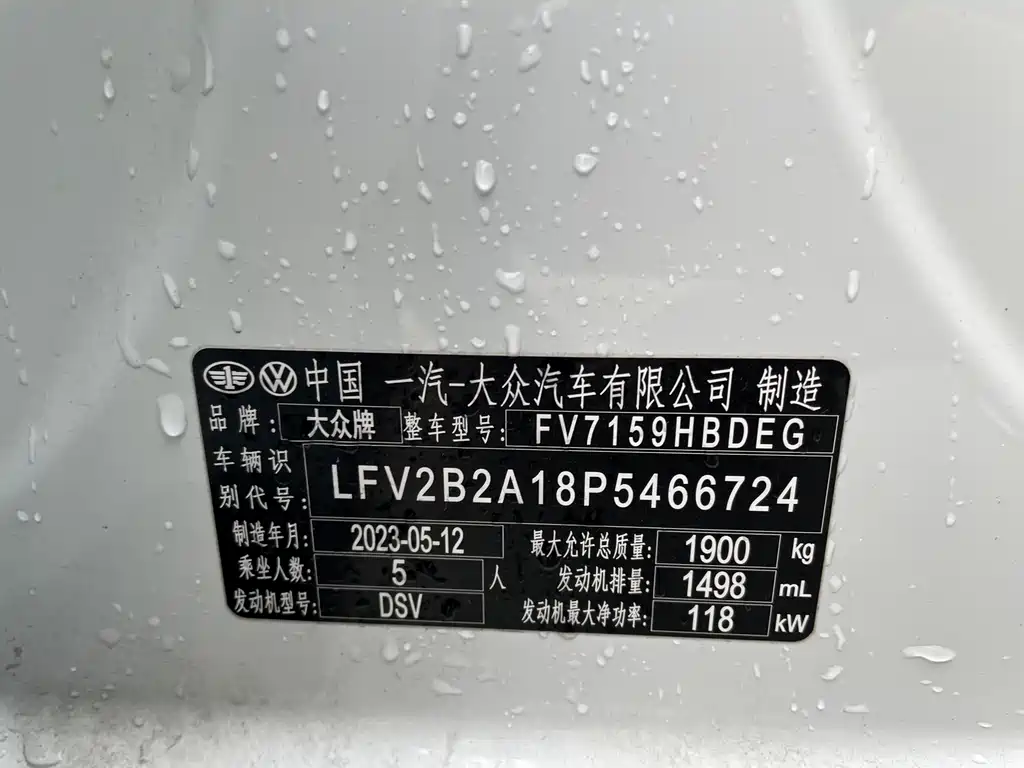 中国 一汽-大众汽车有限公司 制造
品牌: 大众牌 整车型号: FV7159HBDEG
车辆识别代号: LFV2B2A18P5466724
制造年月: 2023-05-12 最大允许总质量: 1900 kg
乘坐人数: 5 人 发动机排量: 1498 mL
发动机型号: DSV 发动机最大净功率: 118 kW